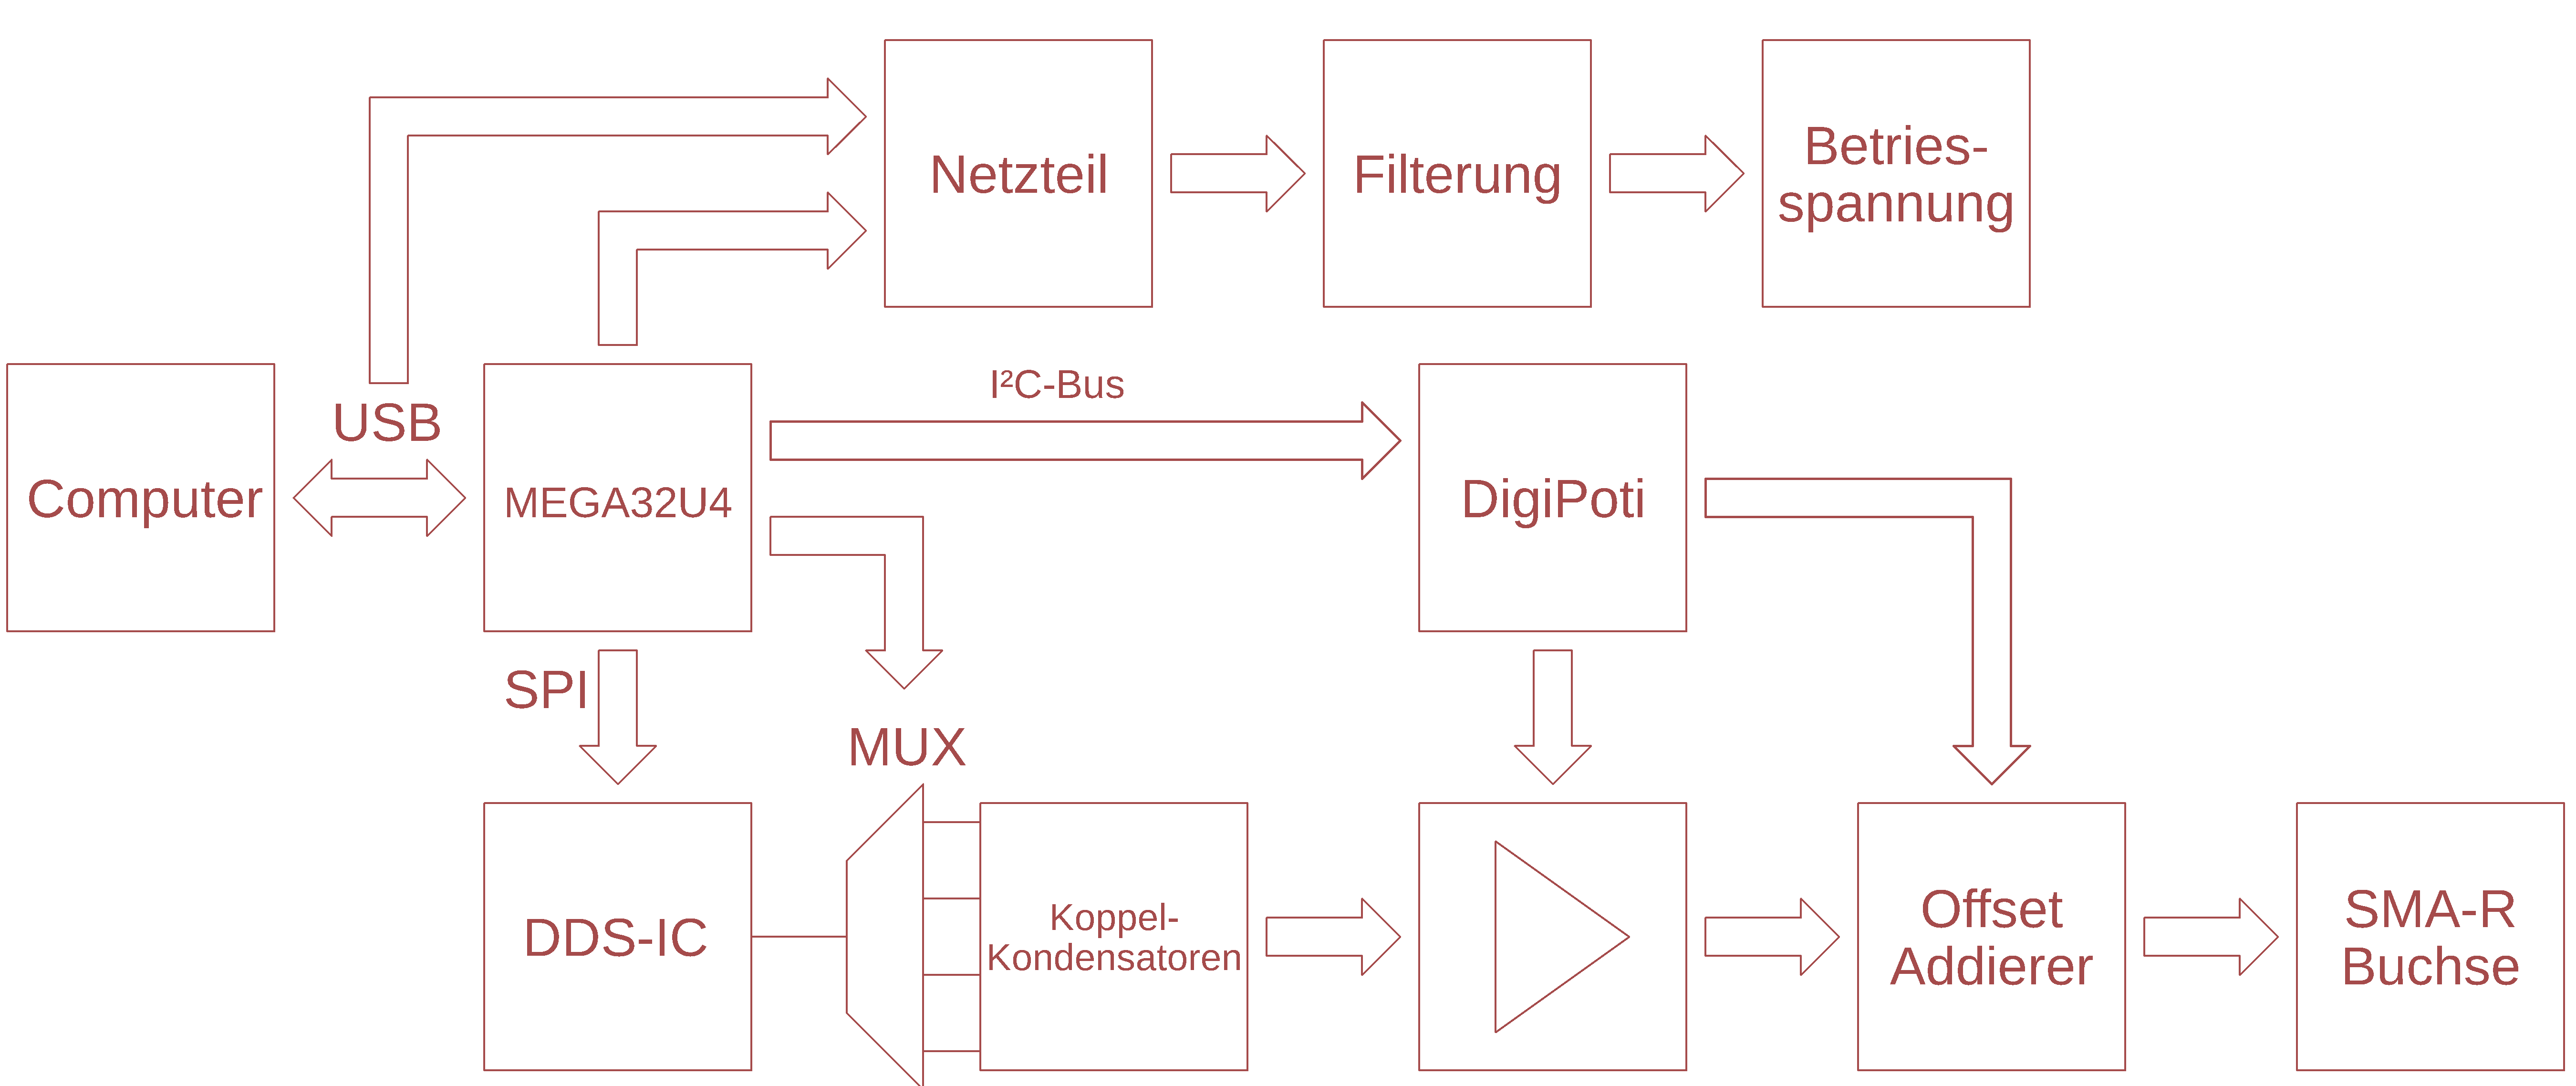 Netzteil
Filterung
Betries-
spannung
Computer
USB
MEGA32U4
I²C-Bus
DigiPoti
SPI
MUX
DDS-IC
Koppel-
Kondensatoren
Offset
Addierer
SMA-R
Buchse